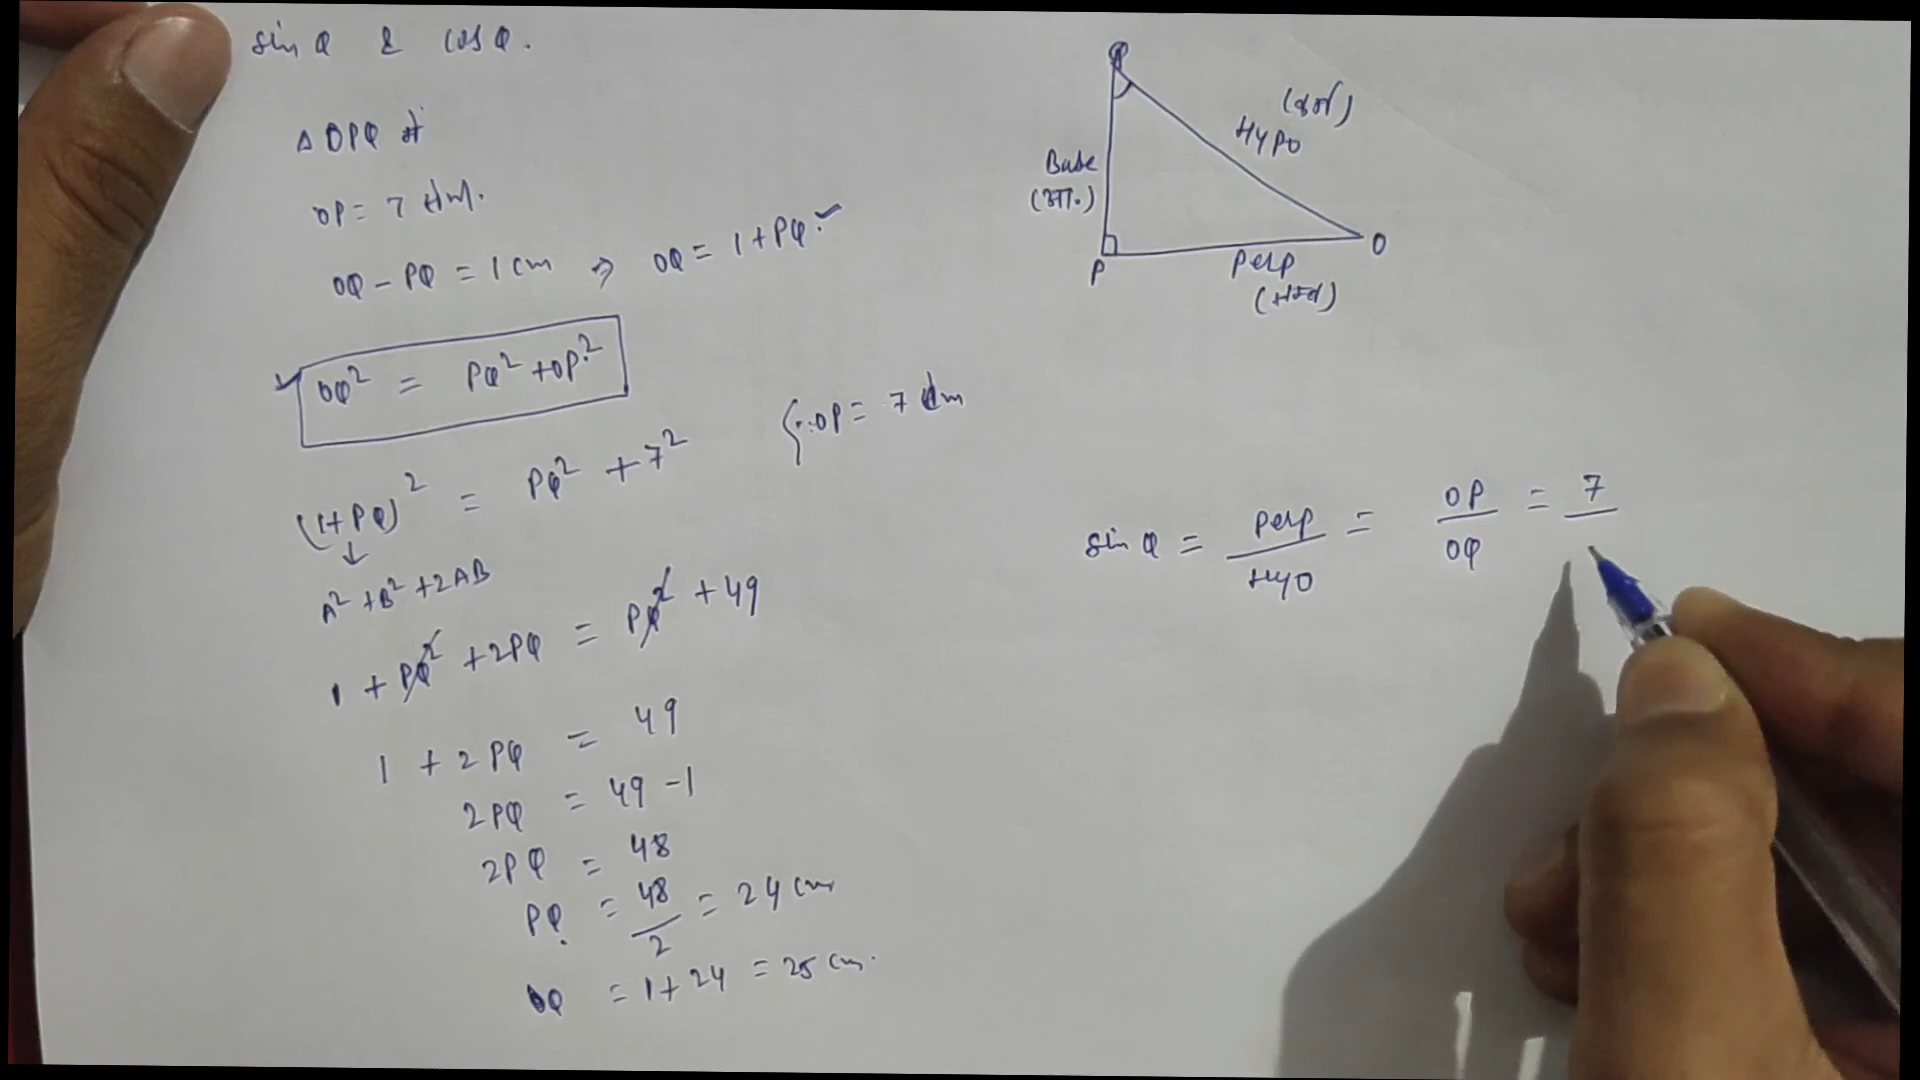 sin Q & cos Q.
△ OPQ में
OP = 7 सेमी.
OQ - PQ = 1 cm ⇒ OQ = 1 + PQ.
OQ² = PQ² + OP²
(1+PQ)² = PQ² + 7² {∵ OP = 7 cm
A² + B² + 2AB
1 + PQ² + 2PQ = PQ² + 49
1 + 2PQ = 49
2PQ = 49 - 1
2PQ = 48
PQ = 48/2 = 24 cm
OQ = 1 + 24 = 25 cm.
Q
(कर्ण)
Hypo
Base
(आ.)
P
O
Perp
(लम्ब)
sin Q = Perp/Hyo = OP/OQ = 7